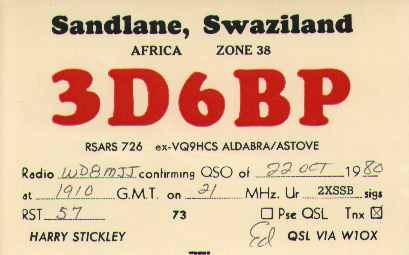 Sandlane, Swaziland
AFRICA ZONE 38
3D6BP
RSARS 726 ex-VQ9HCS ALDABRA/ASTOVE
Radio WD8MJJ confirming QSO of 22 OCT 1980
at 1910 G.M.T. on 21 MHz. Ur 2XSSB sigs
RST 57 73 Pse QSL Tnx
HARRY STICKLEY Ed QSL VIA W1OX